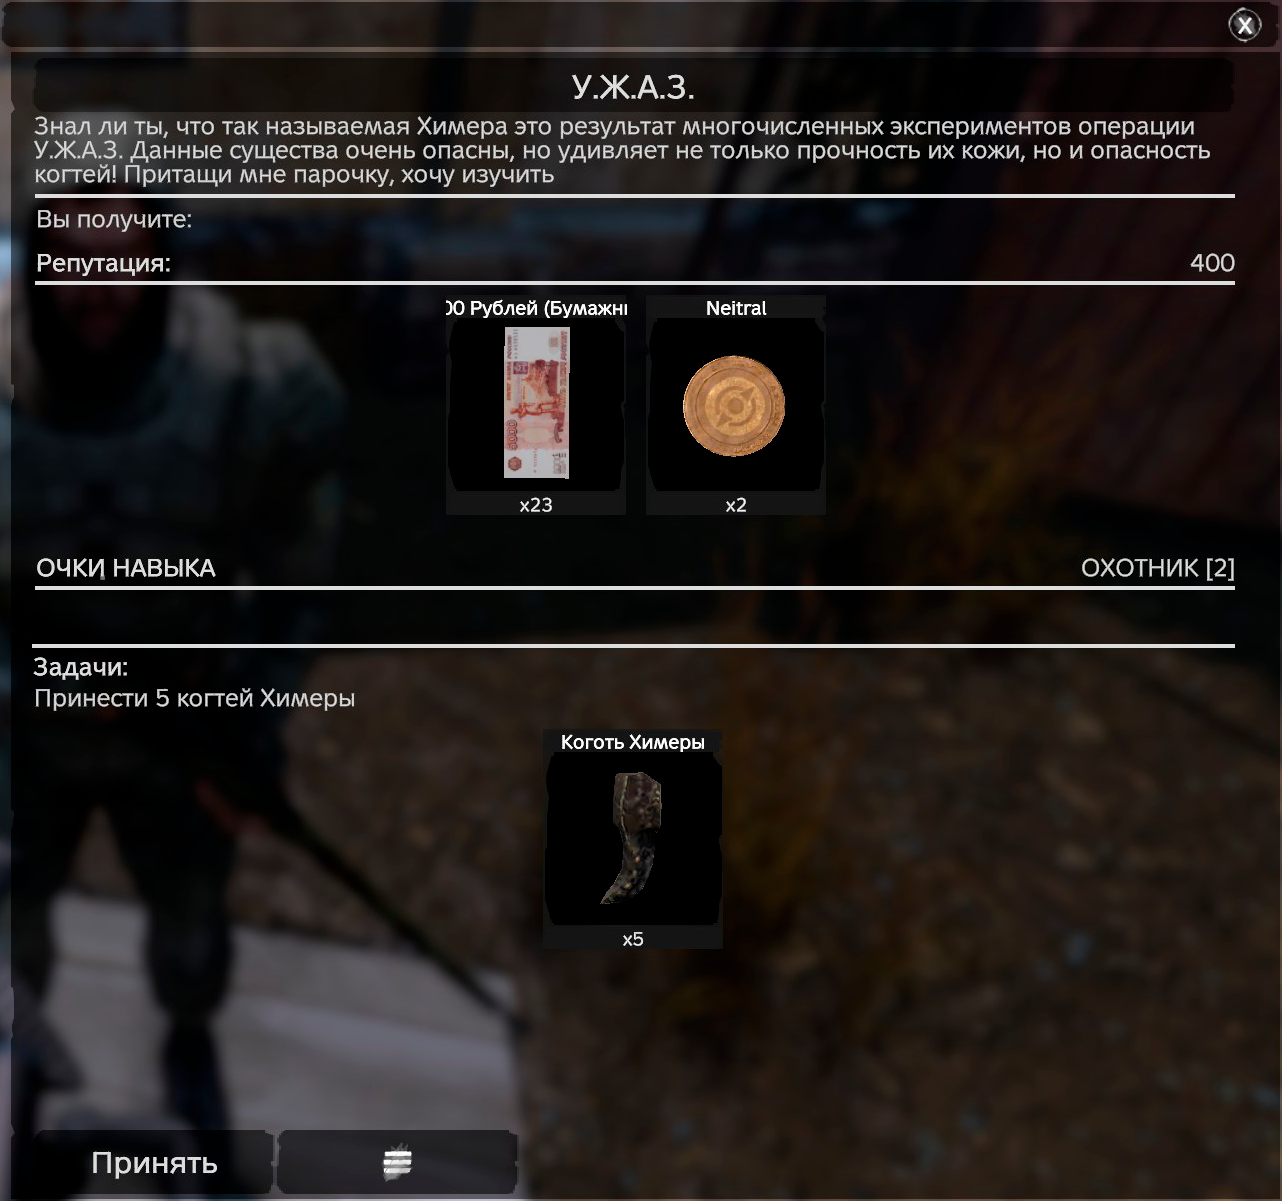 X
У.Ж.А.З.
Знал ли ты, что так называемая Химера это результат многочисленных экспериментов операции
У.Ж.А.З. Данные существа очень опасны, но удивляет не только прочность их кожи, но и опасность
когтей! Притащи мне парочку, хочу изучить
Вы получите:
Репутация: 400
Рублей Neitral
x23 x2
ОЧКИ НАВЫКА ОХОТНИК [2]
Задачи:
Принести 5 когтей Химеры
Коготь Химеры
x5
Принять